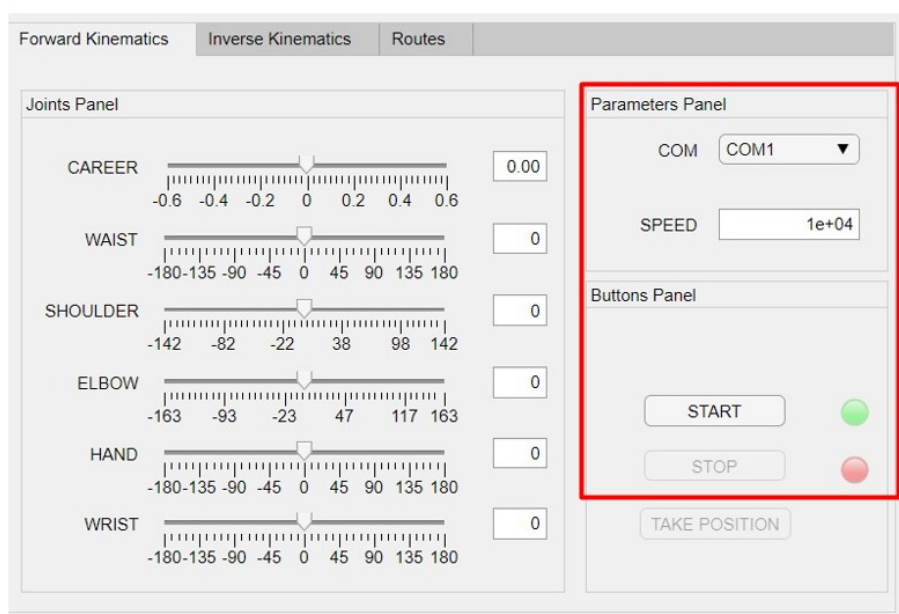 Forward Kinematics Inverse Kinematics Routes
Joints Panel
CAREER 0.00
-0.6 -0.4 -0.2 0 0.2 0.4 0.6
WAIST 0
-180-135 -90 -45 0 45 90 135 180
SHOULDER 0
-142 -82 -22 38 98 142
ELBOW 0
-163 -93 -23 47 117 163
HAND 0
-180-135 -90 -45 0 45 90 135 180
WRIST 0
-180-135 -90 -45 0 45 90 135 180
Parameters Panel
COM COM1
SPEED 1e+04
Buttons Panel
START
STOP
TAKE POSITION